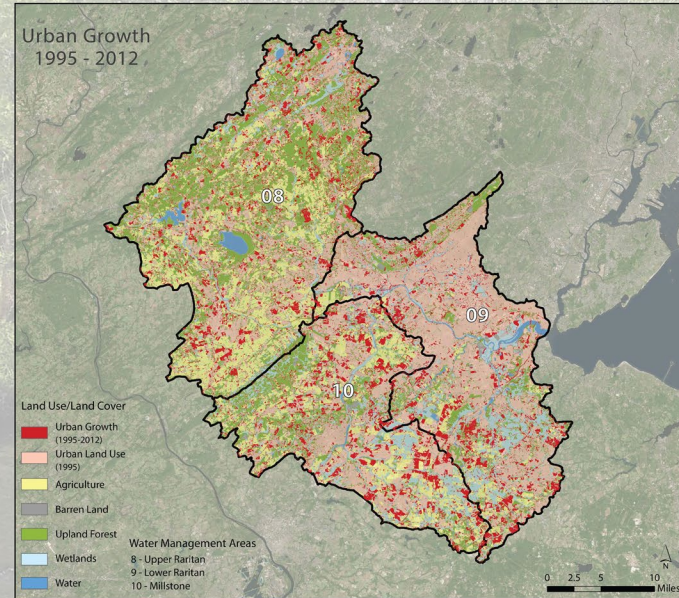 Urban Growth
1995 - 2012
08
09
10
Land Use/Land Cover
Urban Growth
(1995-2012)
Urban Land Use
(1995)
Agriculture
Barren Land
Upland Forest
Wetlands
Water
Water Management Areas
8 - Upper Raritan
9 - Lower Raritan
10 - Millstone
N
0 2.5 5 10
Miles